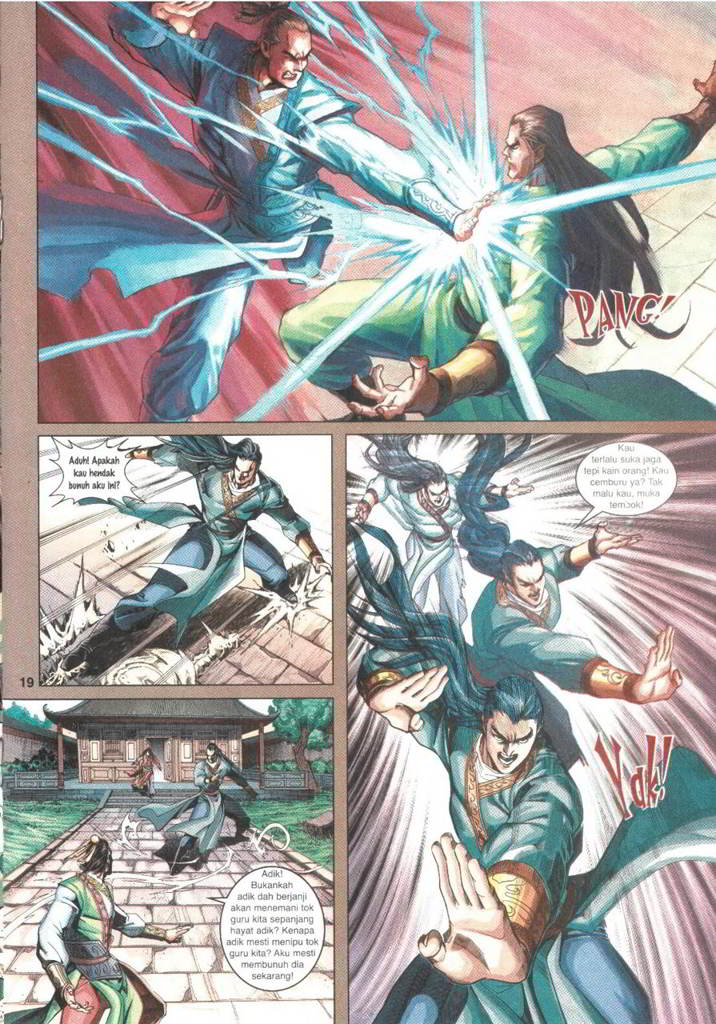 PANG!
Aduh! Apakah
kau hendak
bunuh aku ini?
Kau
terlalu suka jaga
tepi kain orang! Kau
cemburu ya? Tak
malu kau, muka
tembok!
19
Yak!
Adik!
Bukankah
adik dah berjanji
akan menemani tok
guru kita sepanjang
hayat adik? Kenapa
adik mesti menipu tok
guru kita! Aku mesti
membunuh dia
sekarang!